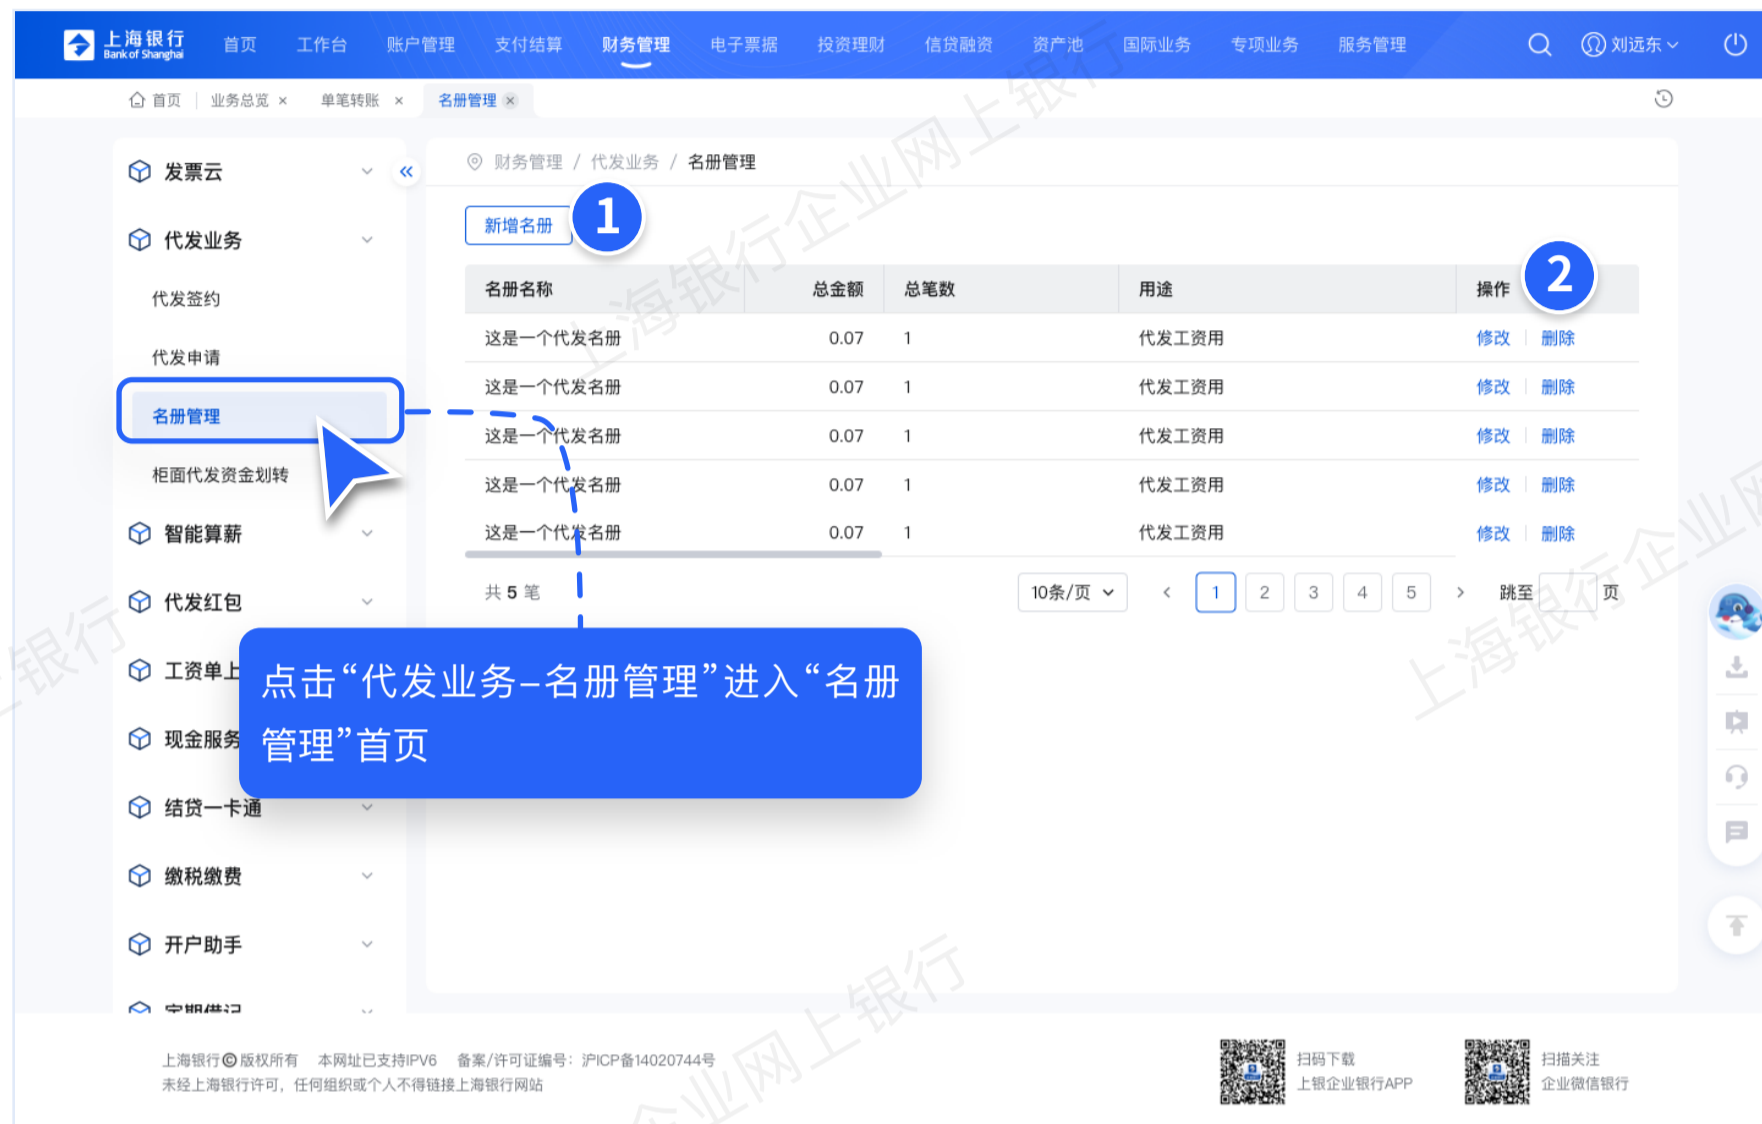 上海银行
Bank of Shanghai
首页 工作台 账户管理 支付结算 财务管理 电子票据 投资理财 信贷融资 资产池 国际业务 专项业务 服务管理 刘远东
首页 业务总览 × 单笔转账 × 名册管理 ×
发票云
代发业务
代发签约
代发申请
名册管理
柜面代发资金划转
智能算薪
代发红包
工资单上
现金服务
结贷一卡通
缴税缴费
开户助手
定期借记
财务管理 / 代发业务 / 名册管理
新增名册 1
名册名称 总金额 总笔数 用途 操作 2
这是一个代发名册 0.07 1 代发工资用 修改 删除
这是一个代发名册 0.07 1 代发工资用 修改 删除
这是一个代发名册 0.07 1 代发工资用 修改 删除
这是一个代发名册 0.07 1 代发工资用 修改 删除
这是一个代发名册 0.07 1 代发工资用 修改 删除
共 5 笔 10条/页 < 1 2 3 4 5 > 跳至 页
点击“代发业务–名册管理”进入“名册
管理”首页
上海银行©版权所有 本网址已支持IPV6 备案/许可证编号：沪ICP备14020744号
未经上海银行许可，任何组织或个人不得链接上海银行网站
扫码下载
上银企业银行APP
扫描关注
企业微信银行
上海银行企业网上银行